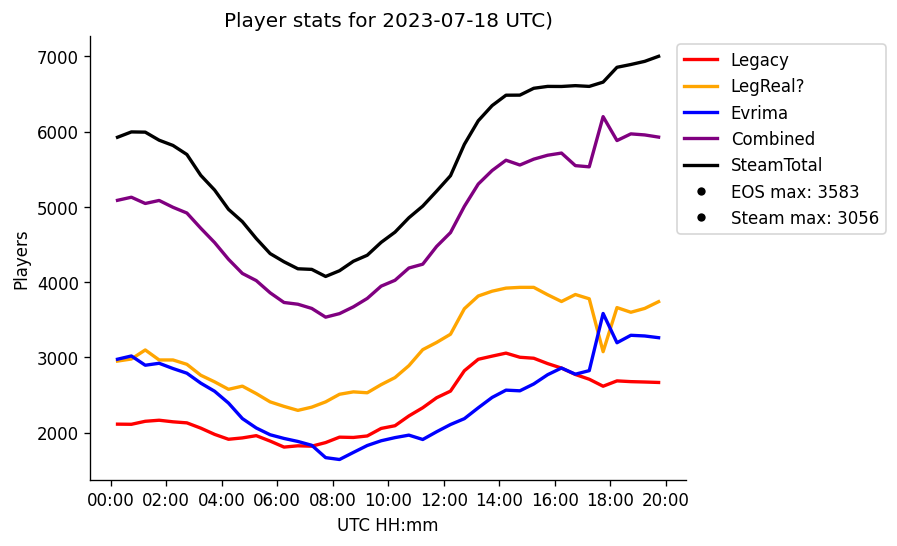 Player stats for 2023-07-18 UTC)
7000
6000
5000
4000
3000
2000
Players
00:00 02:00 04:00 06:00 08:00 10:00 12:00 14:00 16:00 18:00 20:00
UTC HH:mm
Legacy
LegReal?
Evrima
Combined
SteamTotal
EOS max: 3583
Steam max: 3056